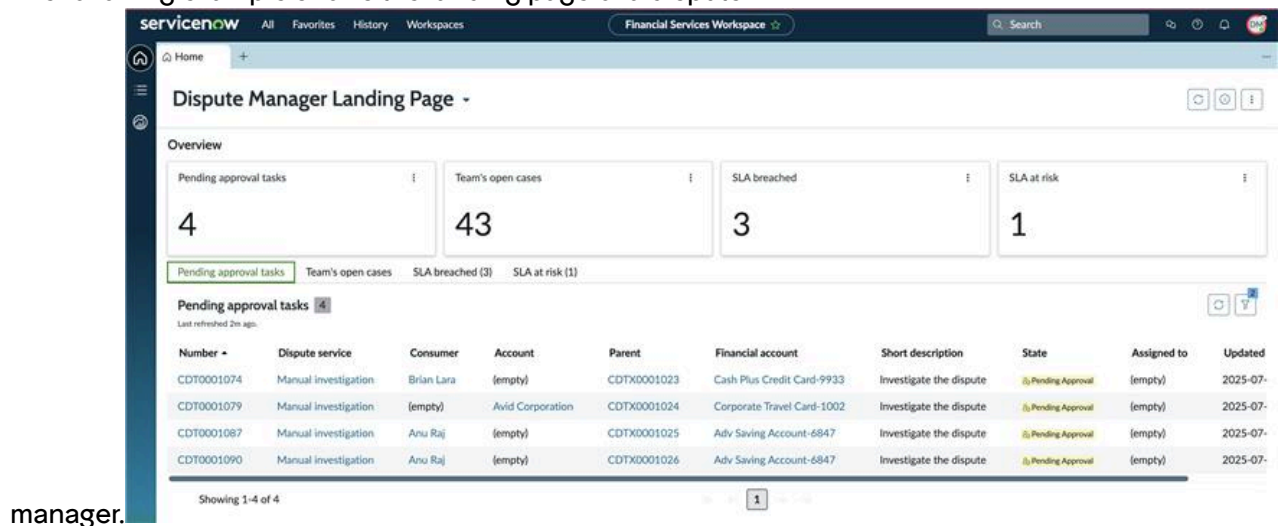 servicenow All Favorites History Workspaces Financial Services Workspace Search
Home
Dispute Manager Landing Page
Overview
Pending approval tasks Team's open cases SLA breached SLA at risk
4 43 3 1
Pending approval tasks Team's open cases SLA breached (3) SLA at risk (1)
Pending approval tasks 4 2
Last refreshed 2m ago.
Number Dispute service Consumer Account Parent Financial account Short description State Assigned to Updated
CDT0001074 Manual investigation Brian Lara (empty) CDTX0001023 Cash Plus Credit Card-9933 Investigate the dispute Pending Approval (empty) 2025-07-
CDT0001079 Manual investigation (empty) Avid Corporation CDTX0001024 Corporate Travel Card-1002 Investigate the dispute Pending Approval (empty) 2025-07-
CDT0001087 Manual investigation Anu Raj (empty) CDTX0001025 Adv Saving Account-6847 Investigate the dispute Pending Approval (empty) 2025-07-
CDT0001090 Manual investigation Anu Raj (empty) CDTX0001026 Adv Saving Account-6847 Investigate the dispute Pending Approval (empty) 2025-07-
Showing 1-4 of 4 1
manager.